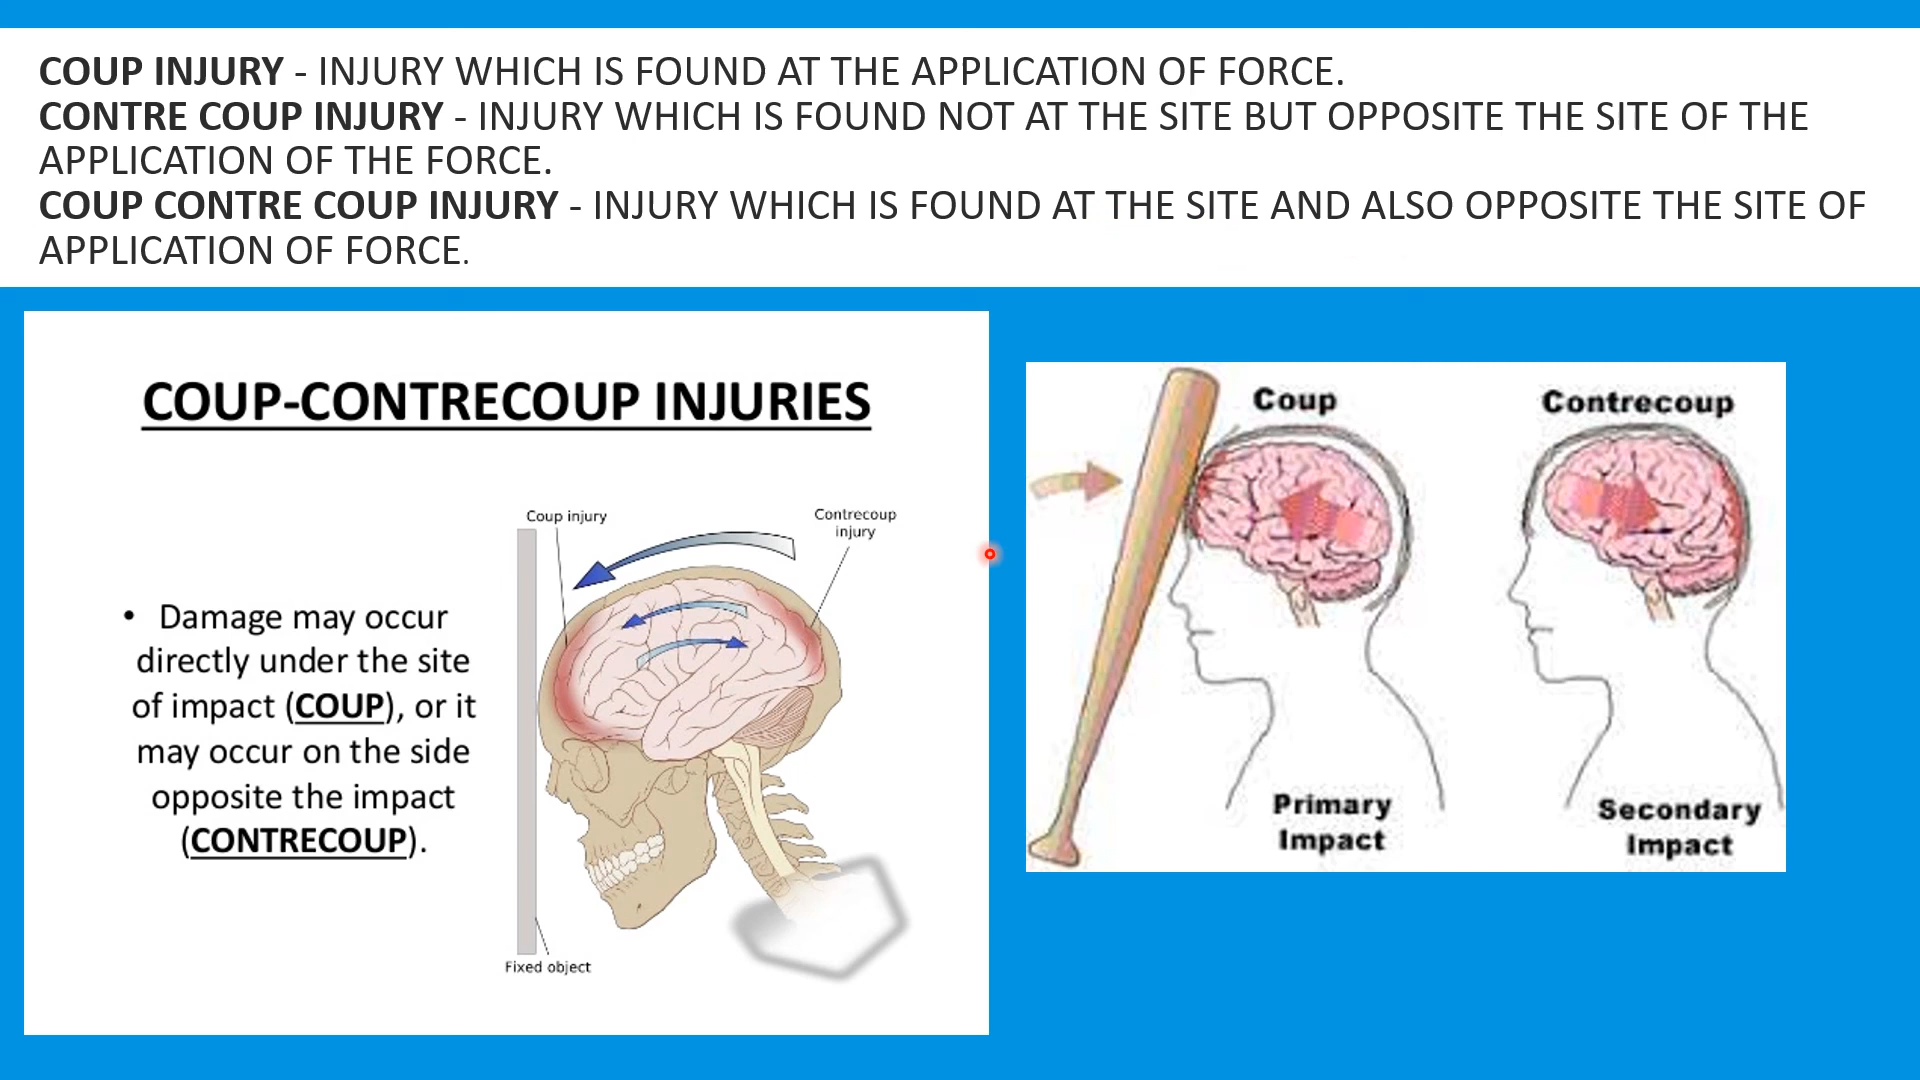 COUP INJURY - INJURY WHICH IS FOUND AT THE APPLICATION OF FORCE.
CONTRE COUP INJURY - INJURY WHICH IS FOUND NOT AT THE SITE BUT OPPOSITE THE SITE OF THE
APPLICATION OF THE FORCE.
COUP CONTRE COUP INJURY - INJURY WHICH IS FOUND AT THE SITE AND ALSO OPPOSITE THE SITE OF
APPLICATION OF FORCE.
COUP-CONTRECOUP INJURIES
• Damage may occur
directly under the site
of impact (COUP), or it
may occur on the side
opposite the impact
(CONTRECOUP).
Coup injury
Contrecoup
injury
Fixed object
Coup
Primary
Impact
Contrecoup
Secondary
Impact